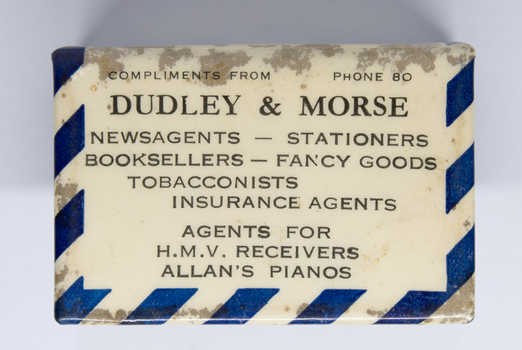 COMPLIMENTS FROM PHONE 80
DUDLEY & MORSE
NEWSAGENTS — STATIONERS
BOOKSELLERS — FANCY GOODS
TOBACCONISTS
INSURANCE AGENTS
AGENTS FOR
H.M.V. RECEIVERS
ALLAN'S PIANOS